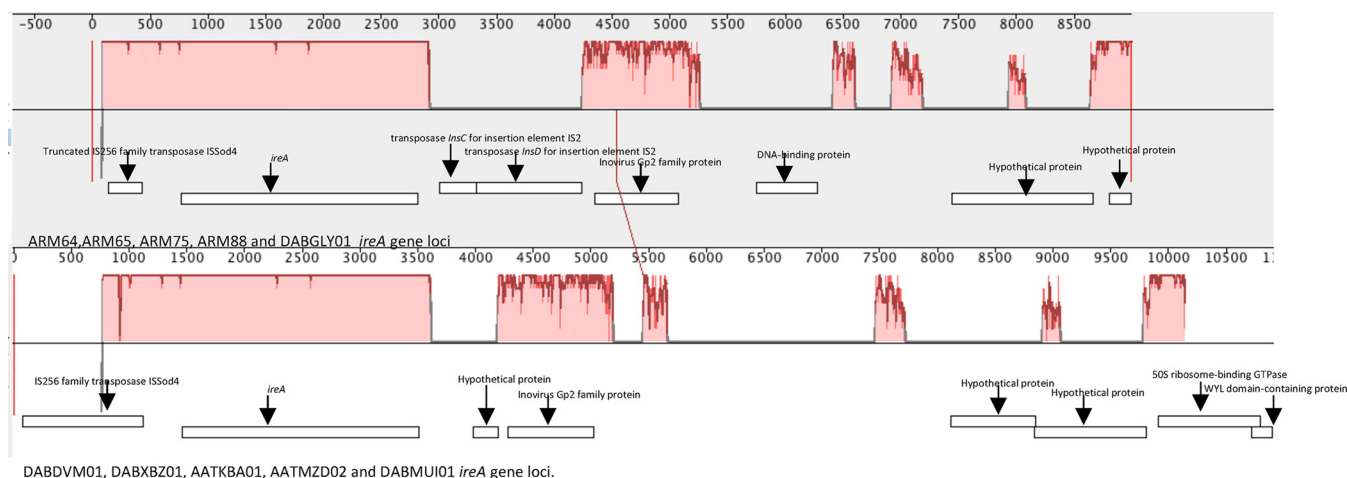 -500 0 500 1000 1500 2000 2500 3000 3500 4000 4500 5000 5500 6000 6500 7000 7500 8000 8500
transposase InsC for insertion element IS2
Truncated IS256 family transposase ISSod4 ireA transposase InsD for insertion element IS2 DNA-binding protein Hypothetical protein
Inovirus Gp2 family protein Hypothetical protein
ARM64,ARM65, ARM75, ARM88 and DABGLY01 ireA gene loci
0 500 1000 1500 2000 2500 3000 3500 4000 4500 5000 5500 6000 6500 7000 7500 8000 8500 9000 9500 10000 10500
IS256 family transposase ISSod4 ireA Hypothetical protein Hypothetical protein 50S ribosome-binding GTPase
Inovirus Gp2 family protein Hypothetical protein WYL domain-containing protein
DABDVM01, DABXBZ01, AATKBA01, AATMZD02 and DABMUI01 ireA gene loci.